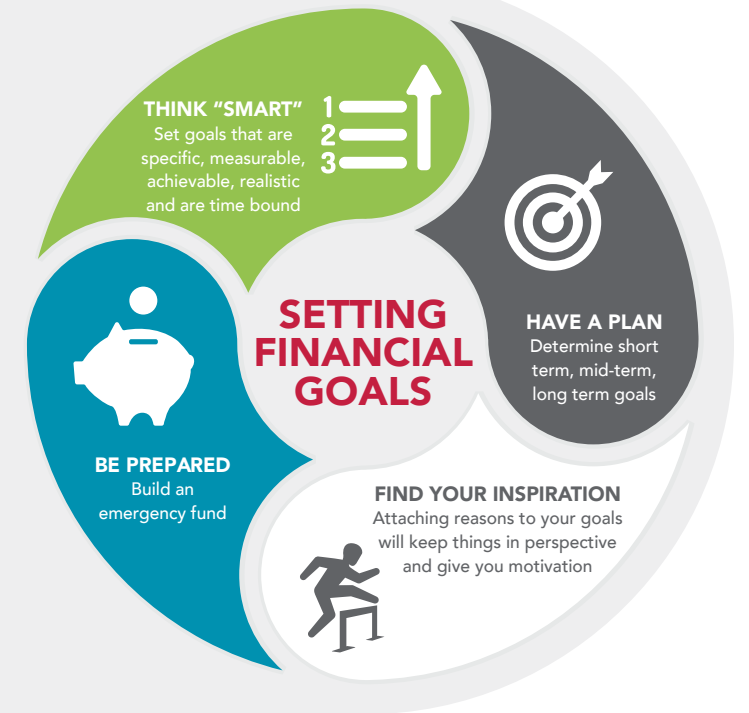 THINK “SMART”
Set goals that are
specific, measurable,
achievable, realistic
and are time bound
1
2
3
HAVE A PLAN
Determine short
term, mid-term,
long term goals
SETTING
FINANCIAL
GOALS
BE PREPARED
Build an
emergency fund
FIND YOUR INSPIRATION
Attaching reasons to your goals
will keep things in perspective
and give you motivation